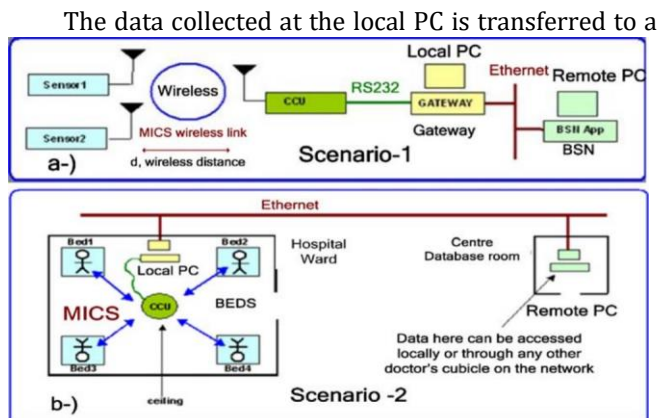 The data collected at the local PC is transferred to a
Local PC
Ethernet
Remote PC
Sensor1
Wireless
CCU
RS232
GATEWAY
BSN App
MICS wireless link
Gateway
BSN
Sensor2
d, wireless distance
Scenario-1
a-)
Ethernet
Bed1
Bed2
Hospital
Ward
Local PC
Centre
Database room
MICS
CCU
BEDS
Remote PC
Bed3
Bed4
Data here can be accessed
locally or through any other
doctor's cubicle on the network
ceiling
Scenario -2
b-)